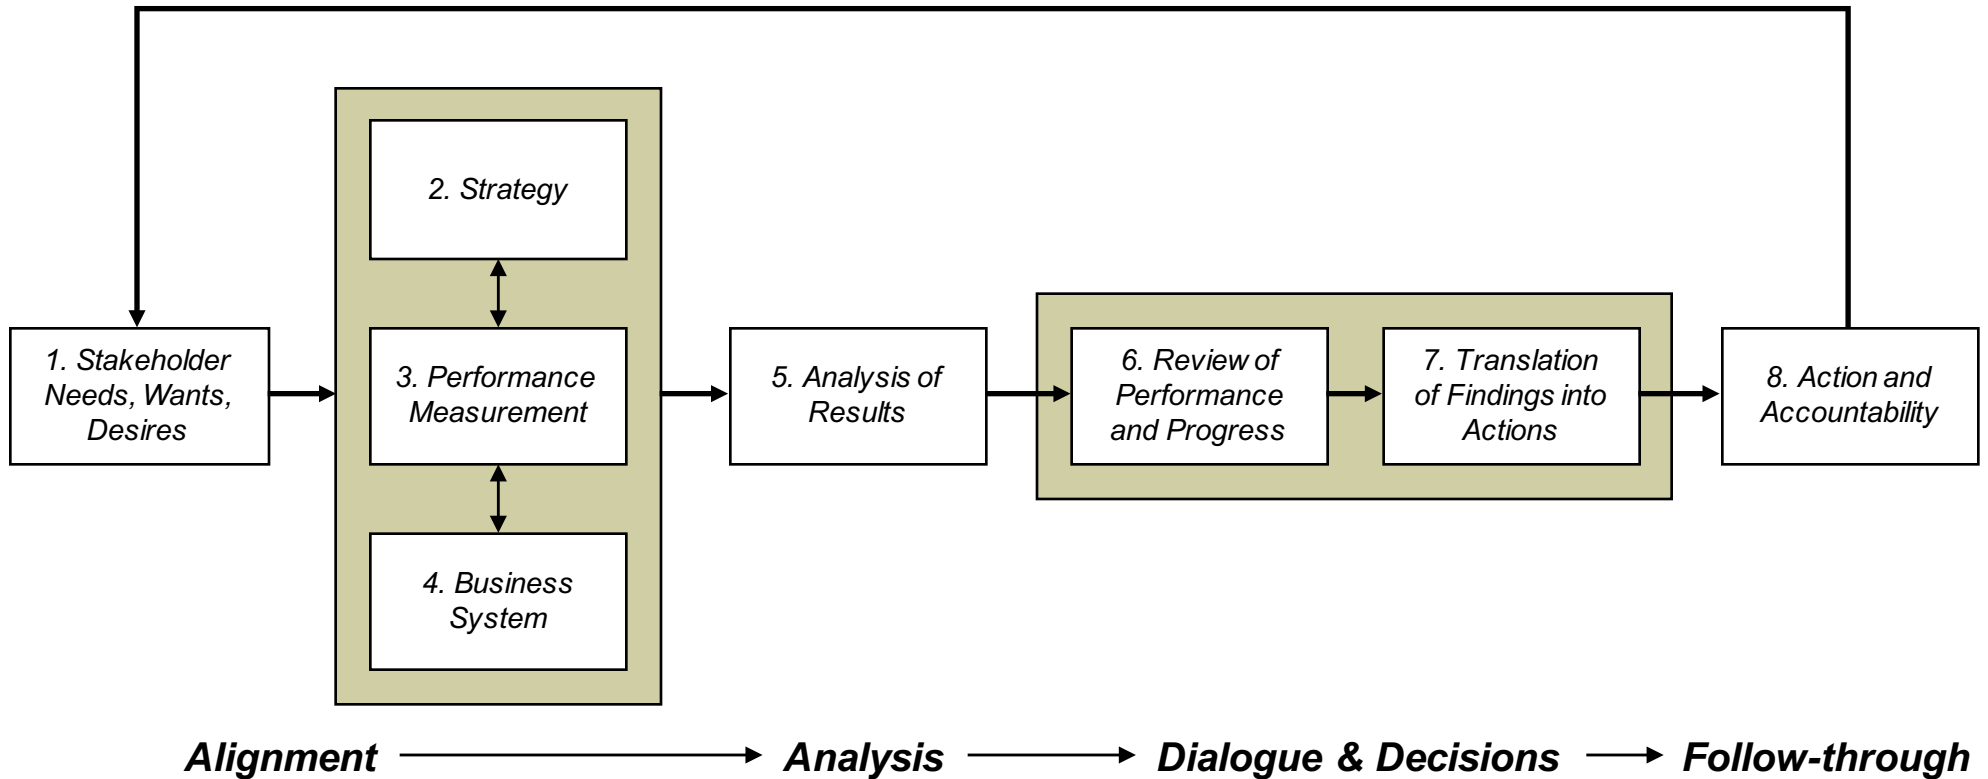 2. Strategy
1. Stakeholder
Needs, Wants,
Desires
3. Performance
Measurement
4. Business
System
5. Analysis of
Results
6. Review of
Performance
and Progress
7. Translation
of Findings into
Actions
8. Action and
Accountability
Alignment
Analysis
Dialogue & Decisions
Follow-through